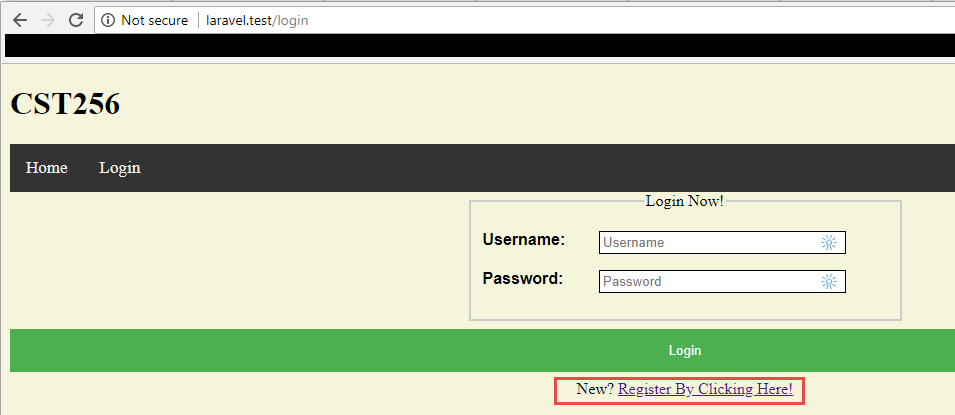 Not secure laravel.test/login
CST256
Home Login
Login Now!
Username: Username
Password: Password
Login
New? Register By Clicking Here!